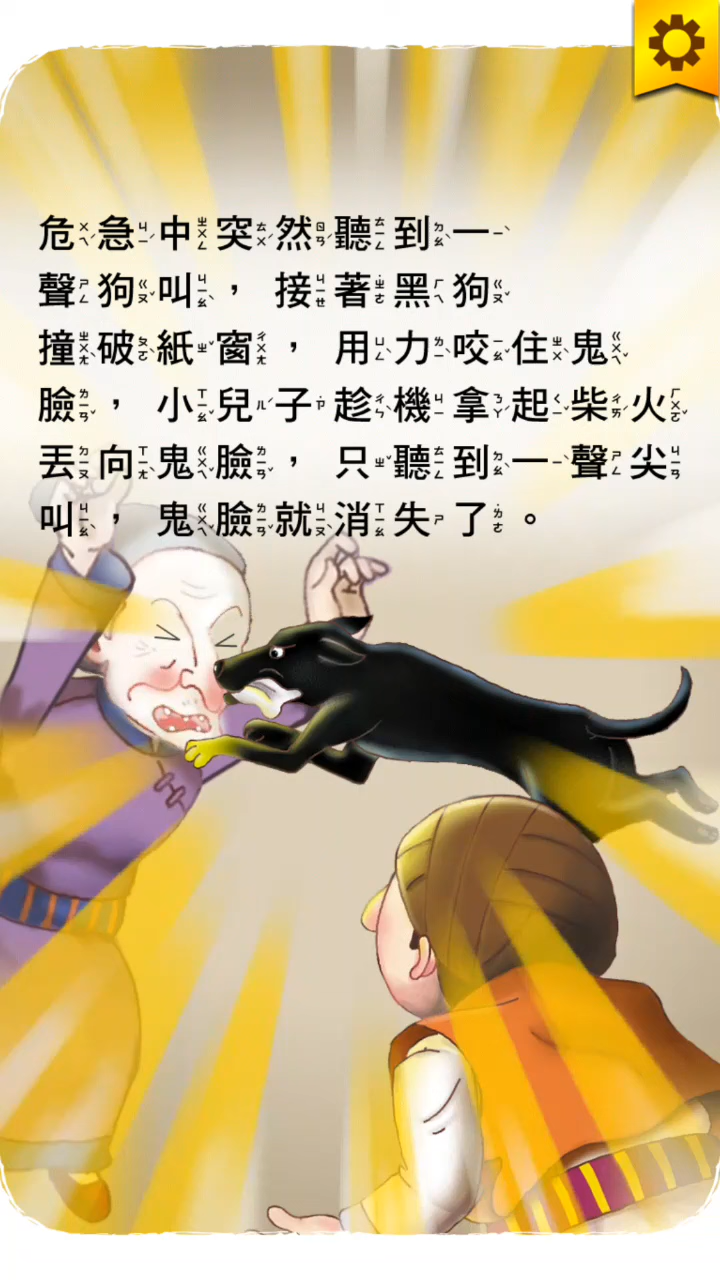 危急中突然聽到一
聲狗叫， 接著黑狗
撞破紙窗， 用力咬住鬼
臉， 小兒子趁機拿起柴火
丟向鬼臉， 只聽到一聲尖
叫， 鬼臉就消失了。